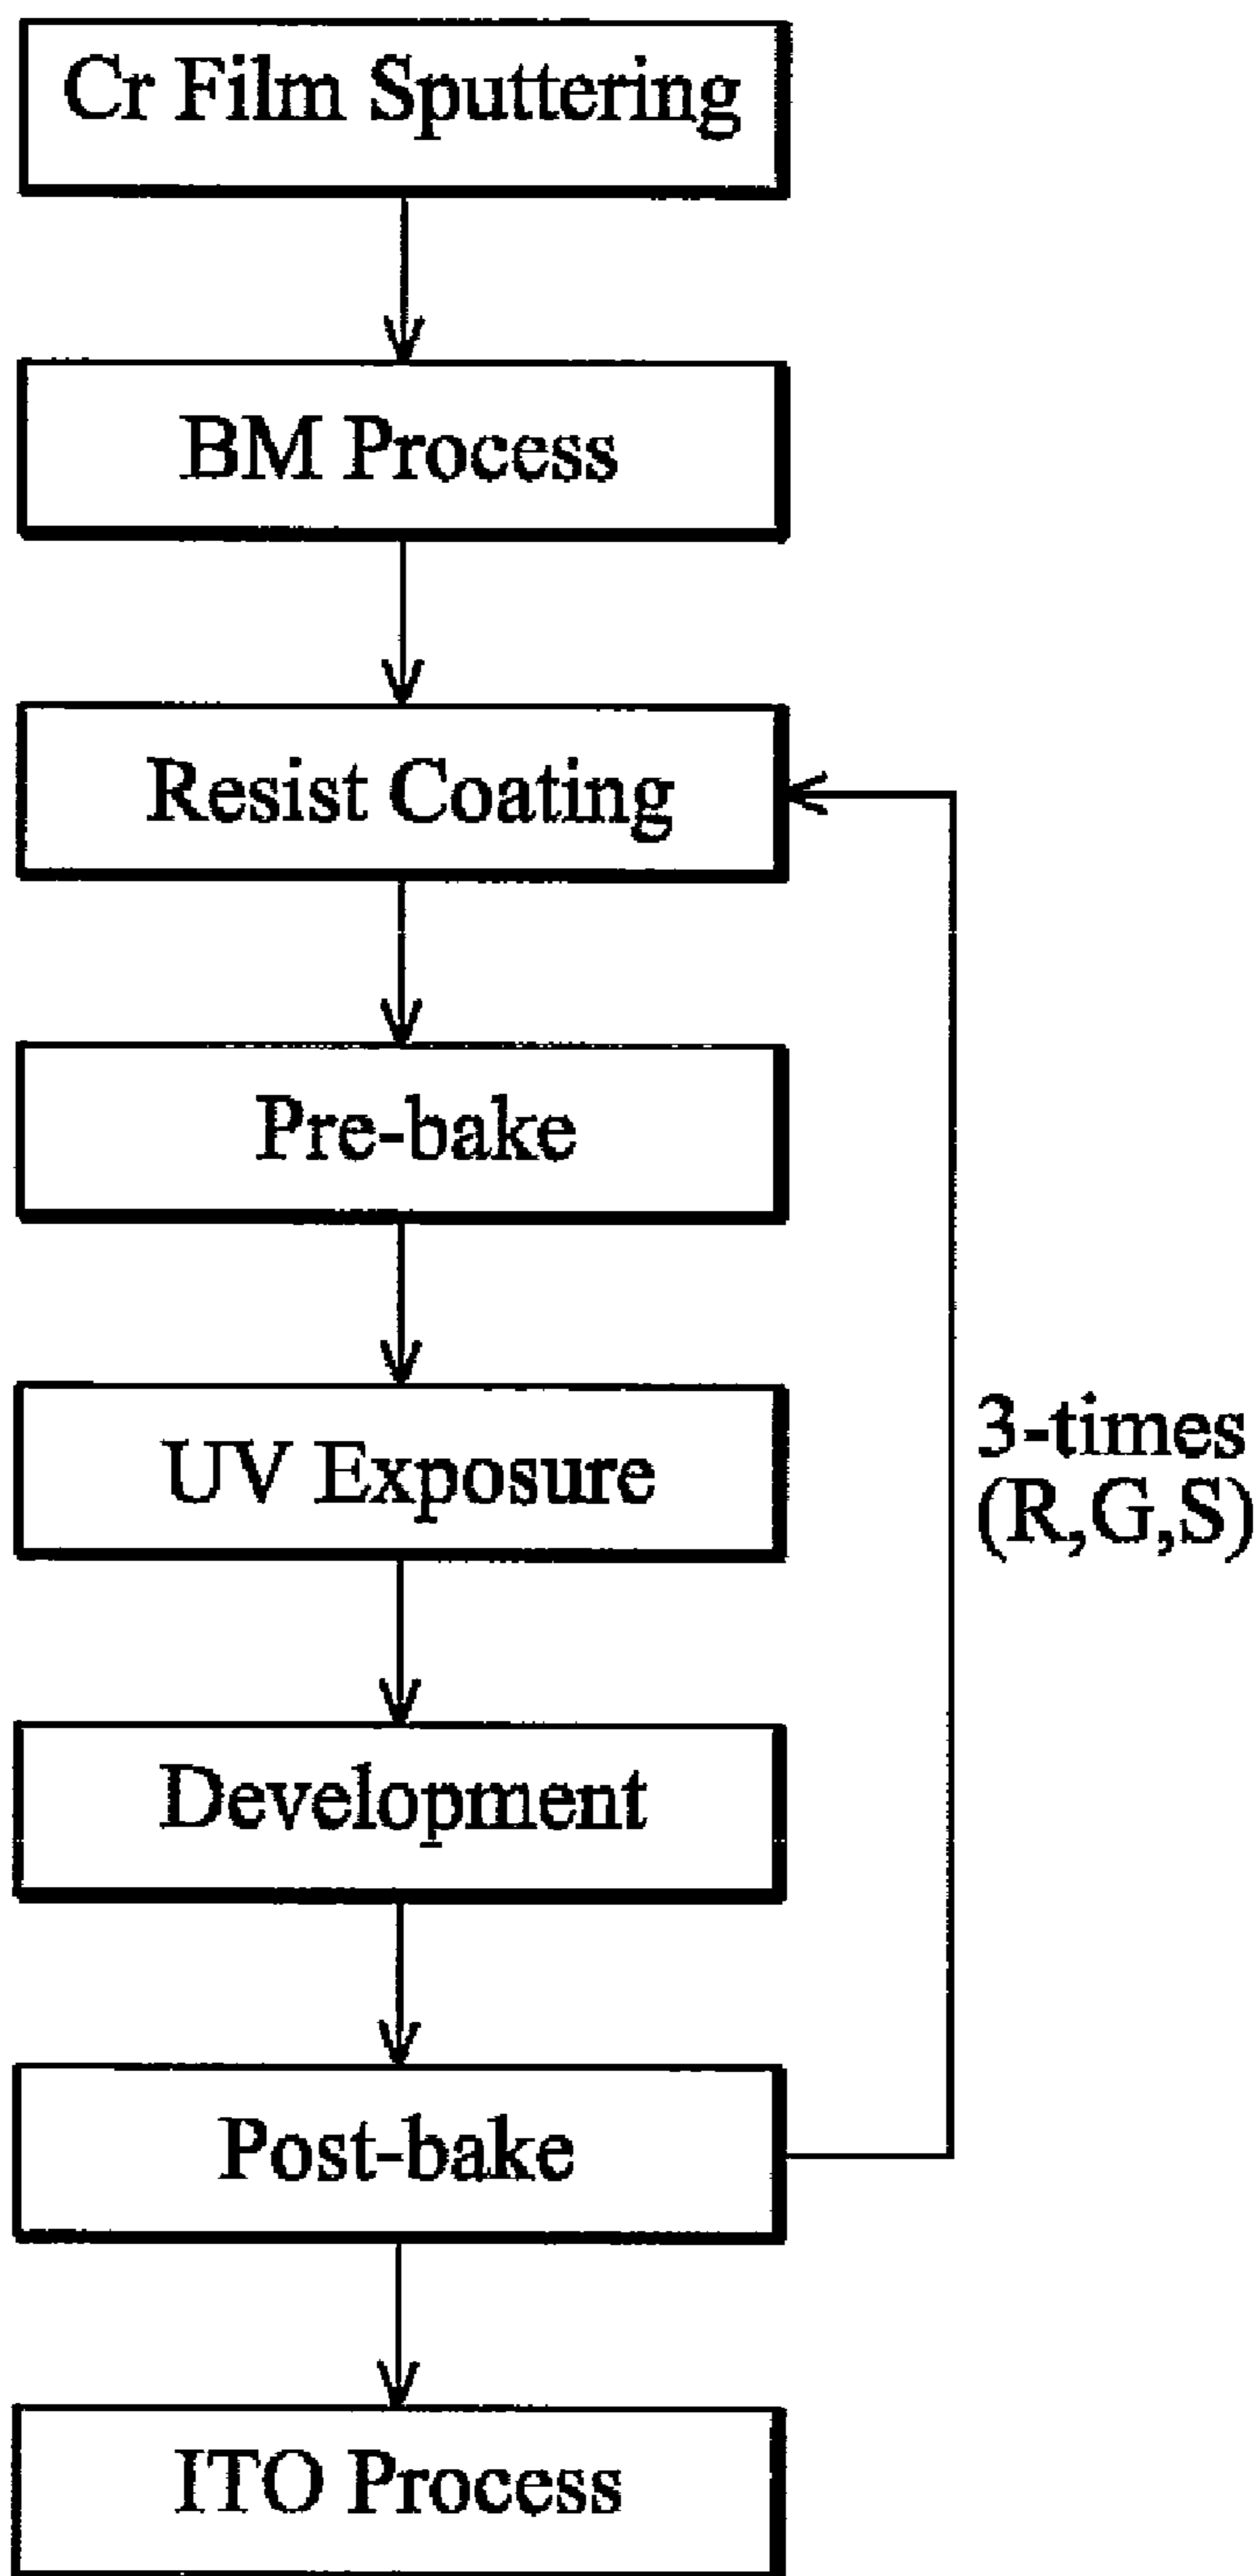 Cr Film Sputtering
BM Process
Resist Coating
Pre-bake
UV Exposure
3-times
(R,G,S)
Development
Post-bake
ITO Process